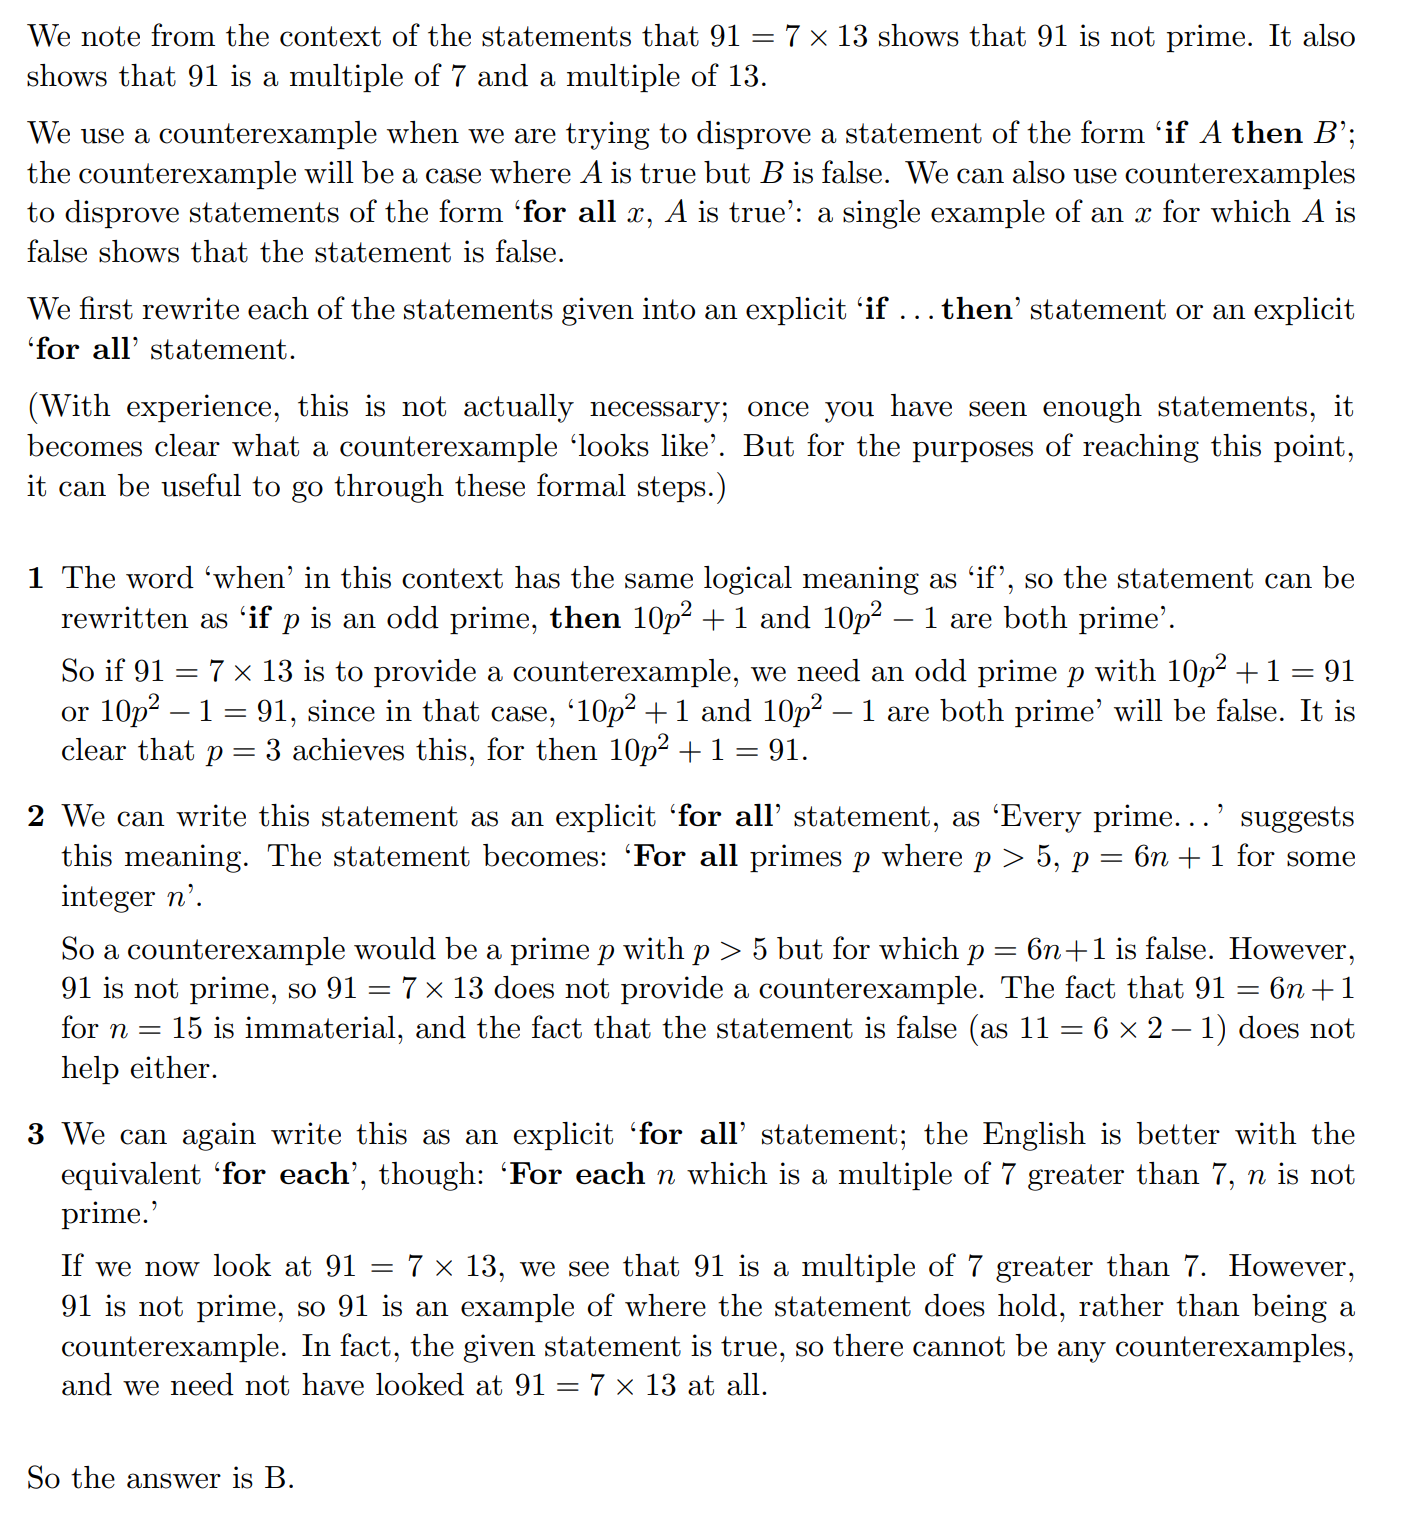 We note from the context of the statements that 91 = 7 × 13 shows that 91 is not prime. It also
shows that 91 is a multiple of 7 and a multiple of 13.
We use a counterexample when we are trying to disprove a statement of the form ‘if A then B’;
the counterexample will be a case where A is true but B is false. We can also use counterexamples
to disprove statements of the form ‘for all x, A is true’: a single example of an x for which A is
false shows that the statement is false.
We first rewrite each of the statements given into an explicit ‘if ... then’ statement or an explicit
‘for all’ statement.
(With experience, this is not actually necessary; once you have seen enough statements, it
becomes clear what a counterexample ‘looks like’. But for the purposes of reaching this point,
it can be useful to go through these formal steps.)
1 The word ‘when’ in this context has the same logical meaning as ‘if’, so the statement can be
rewritten as ‘if p is an odd prime, then 10p² + 1 and 10p² − 1 are both prime’.
So if 91 = 7 × 13 is to provide a counterexample, we need an odd prime p with 10p² + 1 = 91
or 10p² − 1 = 91, since in that case, ‘10p² + 1 and 10p² − 1 are both prime’ will be false. It is
clear that p = 3 achieves this, for then 10p² + 1 = 91.
2 We can write this statement as an explicit ‘for all’ statement, as ‘Every prime...’ suggests
this meaning. The statement becomes: ‘For all primes p where p > 5, p = 6n + 1 for some
integer n’.
So a counterexample would be a prime p with p > 5 but for which p = 6n+1 is false. However,
91 is not prime, so 91 = 7 × 13 does not provide a counterexample. The fact that 91 = 6n + 1
for n = 15 is immaterial, and the fact that the statement is false (as 11 = 6 × 2 − 1) does not
help either.
3 We can again write this as an explicit ‘for all’ statement; the English is better with the
equivalent ‘for each’, though: ‘For each n which is a multiple of 7 greater than 7, n is not
prime.’
If we now look at 91 = 7 × 13, we see that 91 is a multiple of 7 greater than 7. However,
91 is not prime, so 91 is an example of where the statement does hold, rather than being a
counterexample. In fact, the given statement is true, so there cannot be any counterexamples,
and we need not have looked at 91 = 7 × 13 at all.
So the answer is B.